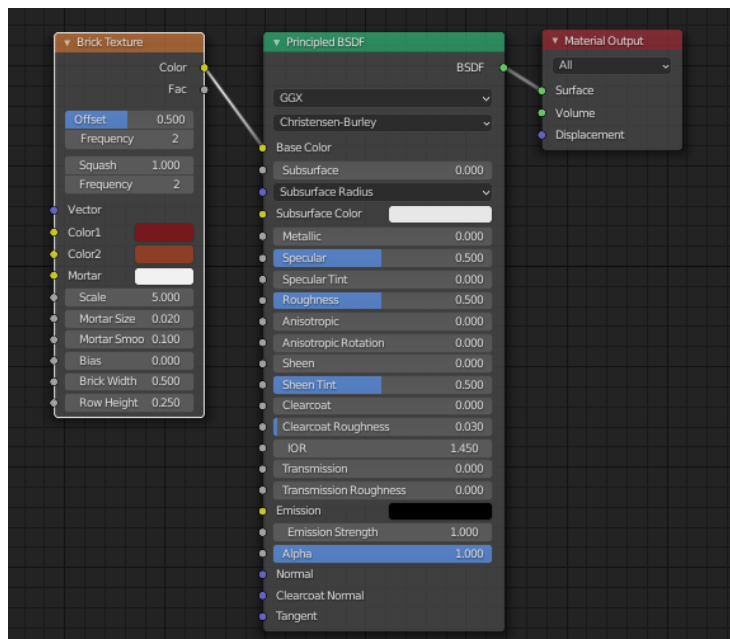 Brick Texture
Color
Fac
Offset 0.500
Frequency 2
Squash 1.000
Frequency 2
Vector
Color1
Color2
Mortar
Scale 5.000
Mortar Size 0.020
Mortar Smoo 0.100
Bias 0.000
Brick Width 0.500
Row Height 0.250
Principled BSDF
BSDF
GGX
Christensen-Burley
Base Color
Subsurface 0.000
Subsurface Radius
Subsurface Color
Metallic 0.000
Specular 0.500
Specular Tint 0.000
Roughness 0.500
Anisotropic 0.000
Anisotropic Rotation 0.000
Sheen 0.000
Sheen Tint 0.500
Clearcoat 0.000
Clearcoat Roughness 0.030
IOR 1.450
Transmission 0.000
Transmission Roughness 0.000
Emission
Emission Strength 1.000
Alpha 1.000
Normal
Clearcoat Normal
Tangent
Material Output
All
Surface
Volume
Displacement